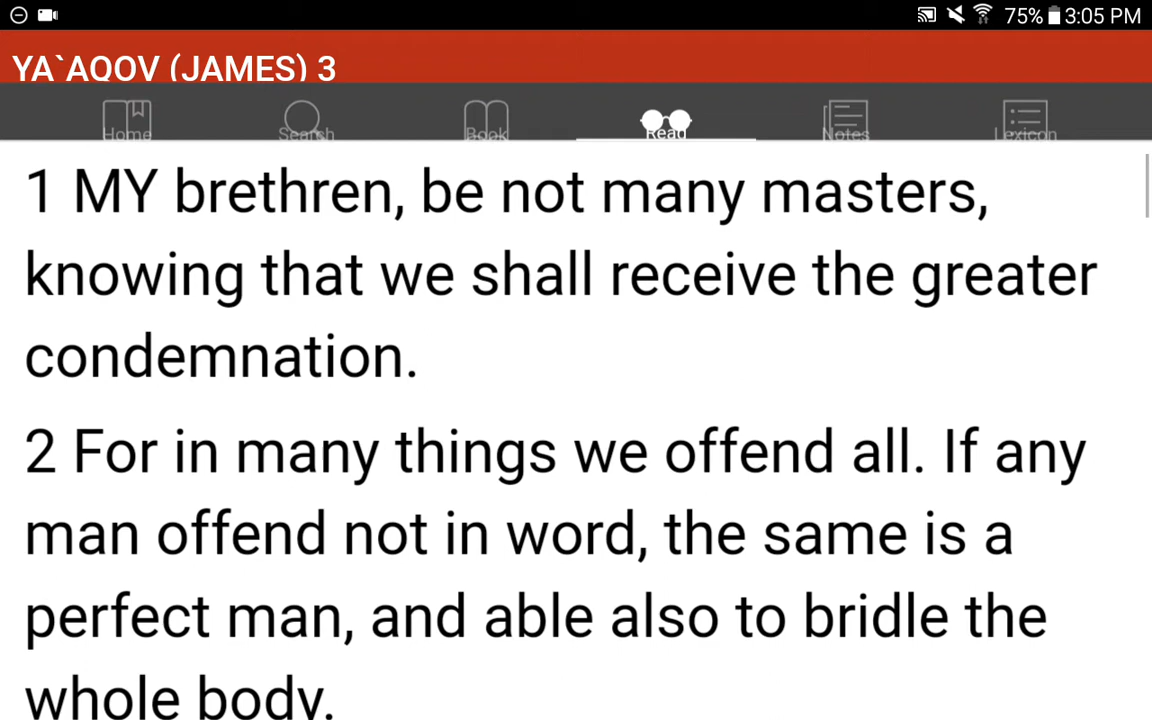 75% 3:05 PM
YA`AQOV (JAMES) 3
Home Search Book Read Notes Lexicon
1 MY brethren, be not many masters,
knowing that we shall receive the greater
condemnation.
2 For in many things we offend all. If any
man offend not in word, the same is a
perfect man, and able also to bridle the
whole body.